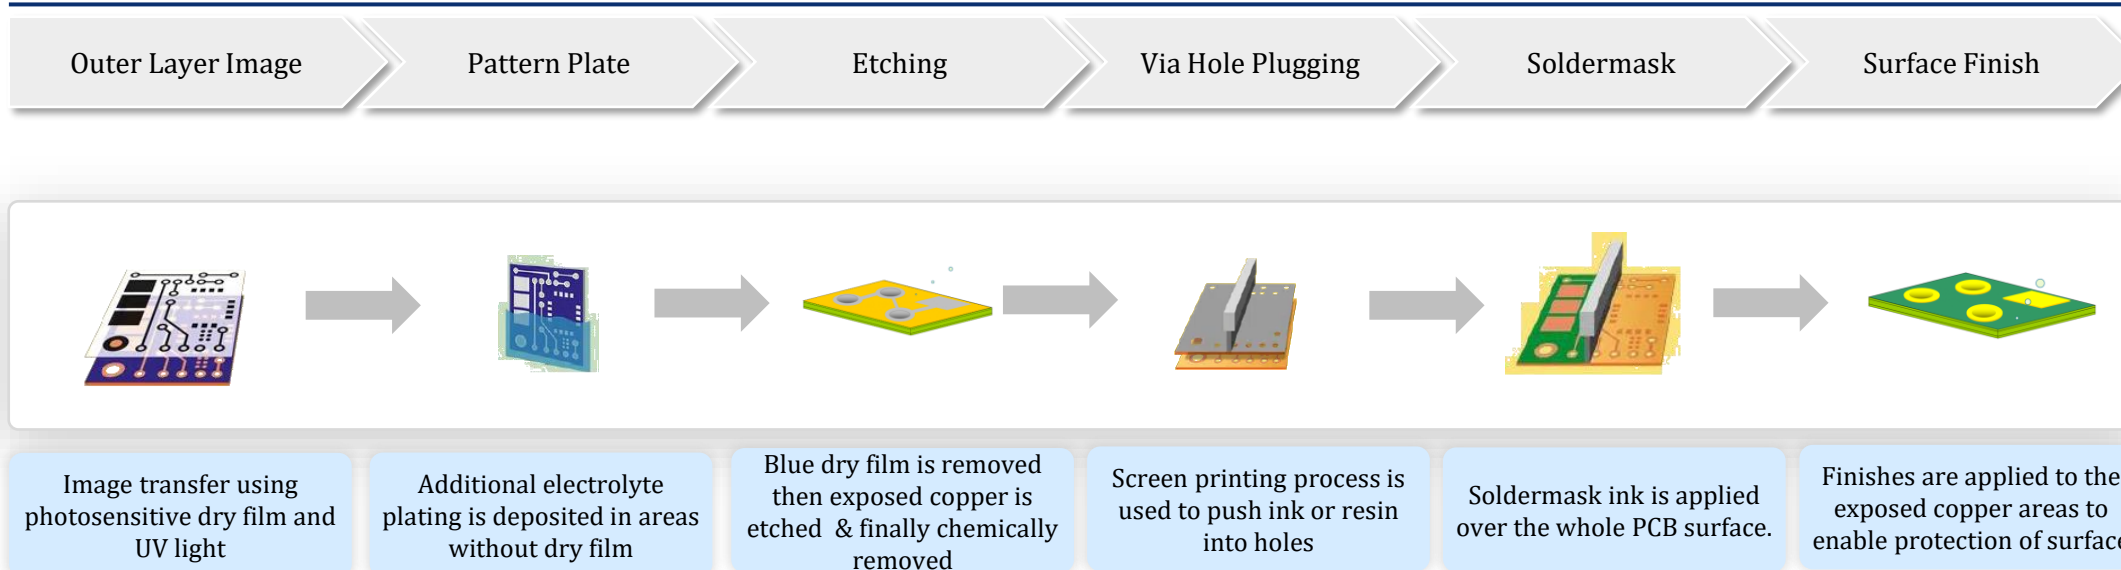 Outer Layer Image
Pattern Plate
Etching
Via Hole Plugging
Soldermask
Surface Finish
Image transfer using
photosensitive dry film and
UV light
Additional electrolyte
plating is deposited in areas
without dry film
Blue dry film is removed
then exposed copper is
etched & finally chemically
removed
Screen printing process is
used to push ink or resin
into holes
Soldermask ink is applied
over the whole PCB surface.
Finishes are applied to the
exposed copper areas to
enable protection of surface